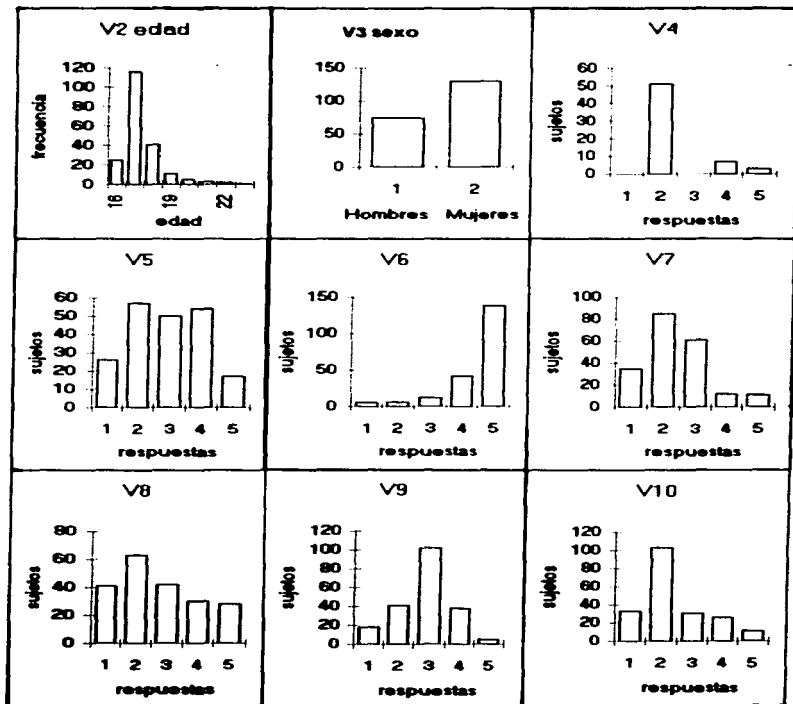 V2 edad
120
100
80
60
40
20
0
frecuencia
16
19
22
edad
V3 sexo
150
100
50
0
1 2
Hombres Mujeres
V4
60
50
40
30
20
10
0
sujetos
1 2 3 4 5
respuestas
V5
60
50
40
30
20
10
0
sujetos
1 2 3 4 5
respuestas
V6
150
100
50
0
sujetos
1 2 3 4 5
respuestas
V7
100
80
60
40
20
0
sujetos
1 2 3 4 5
respuestas
V8
80
60
40
20
0
sujetos
1 2 3 4 5
respuestas
V9
120
100
80
60
40
20
0
sujetos
1 2 3 4 5
respuestas
V10
120
100
80
60
40
20
0
sujetos
1 2 3 4 5
respuestas